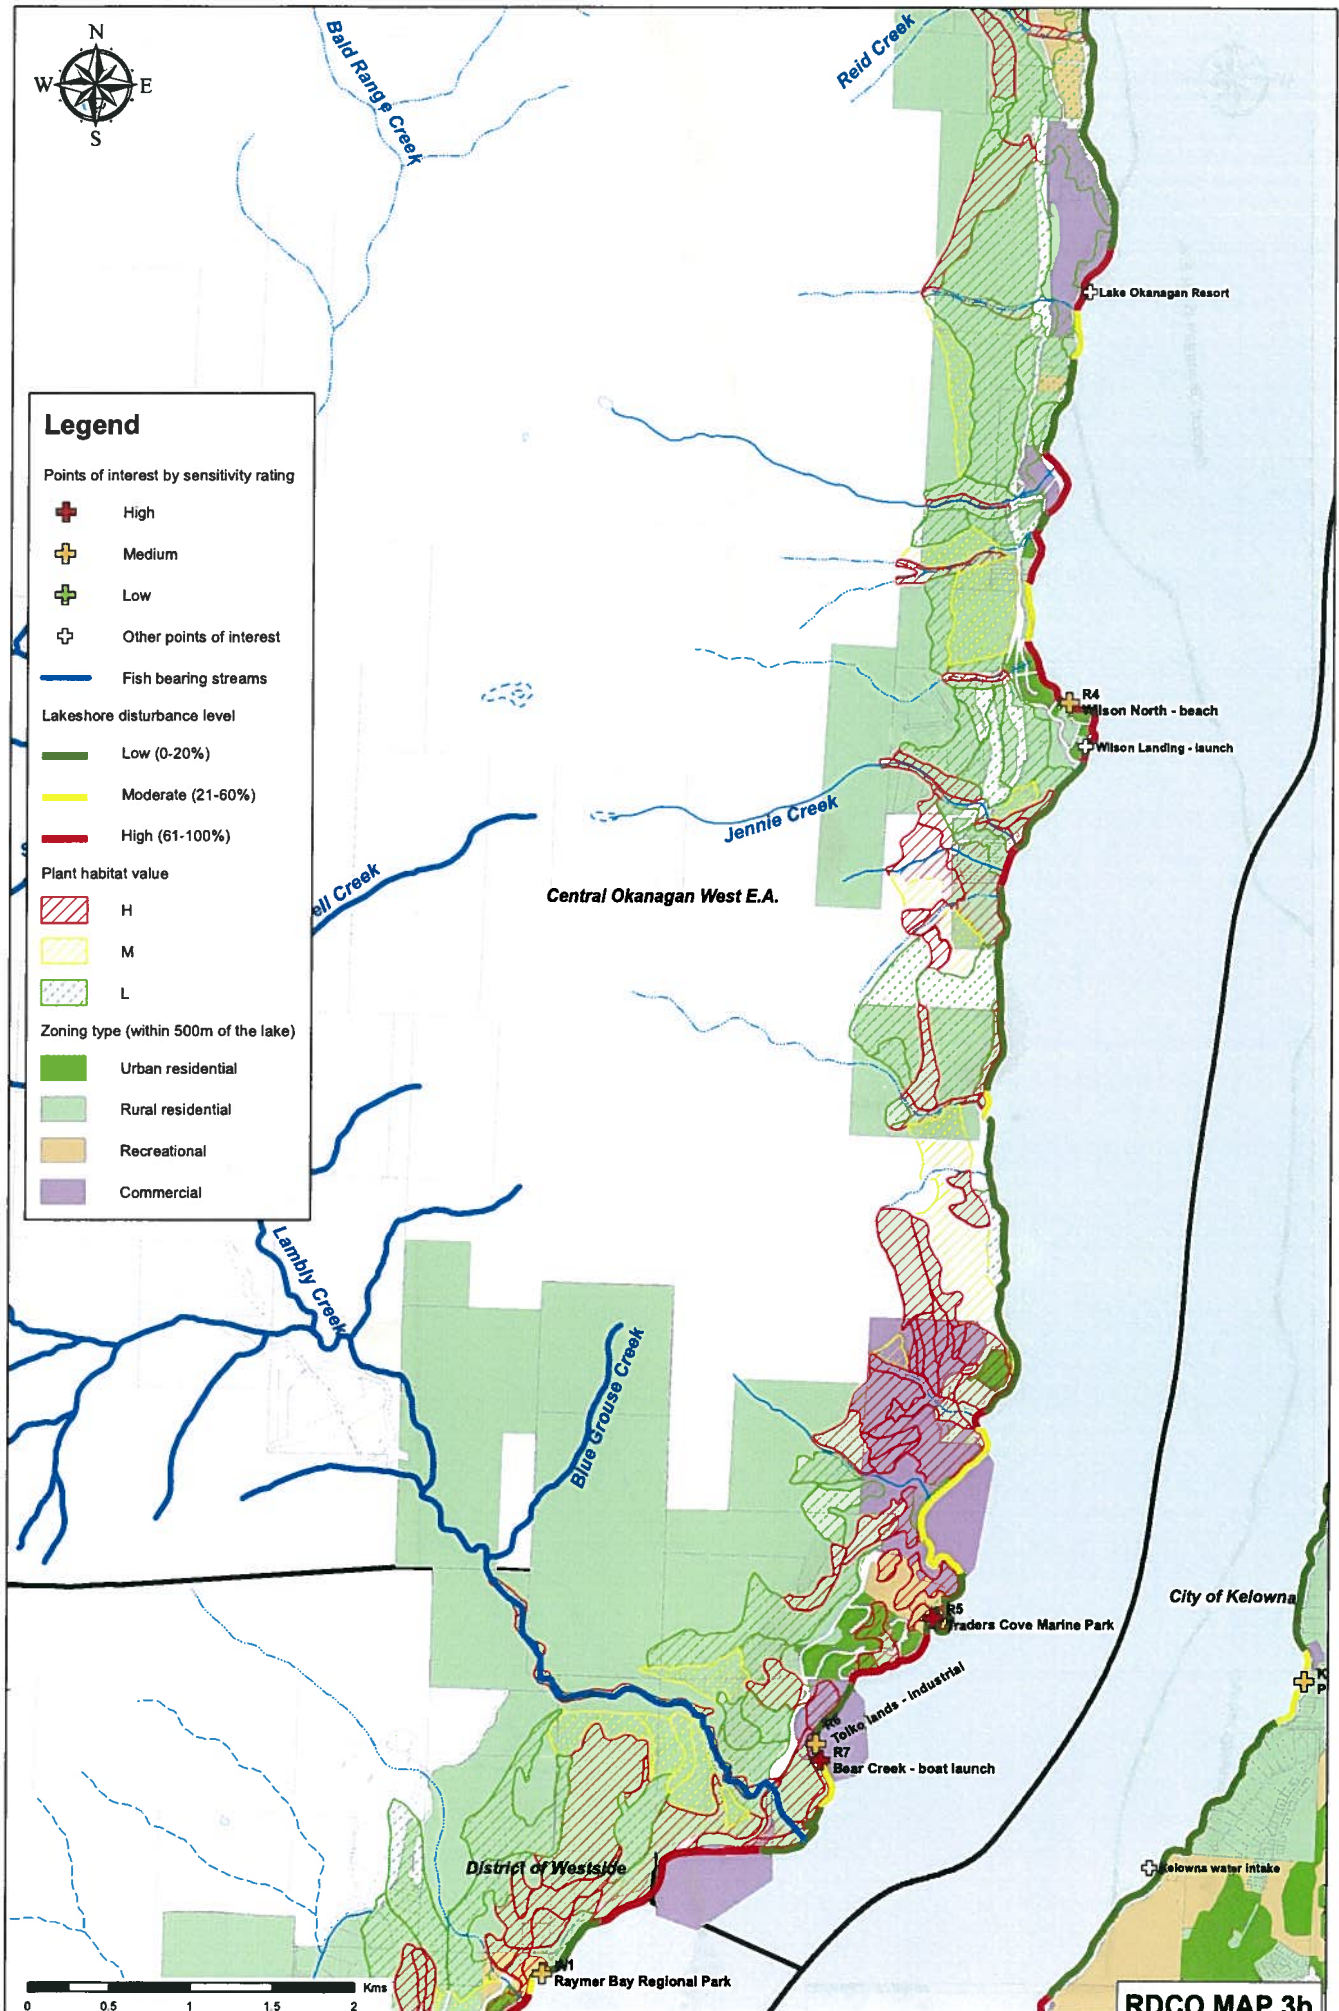 N
W
E
S
Bald Range Creek
Reid Creek
Lake Okanagan Resort
Legend
Points of interest by sensitivity rating
High
Medium
Low
Other points of interest
Fish bearing streams
Lakeshore disturbance level
Low (0-20%)
Moderate (21-60%)
High (61-100%)
Plant habitat value
H
M
L
Zoning type (within 500m of the lake)
Urban residential
Rural residential
Recreational
Commercial
R4
Wilson North - beach
Wilson Landing - launch
Jennie Creek
ell Creek
Central Okanagan West E.A.
Lambly Creek
Blue Grouse Creek
City of Kelowna
R5
Traders Cove Marine Park
Tolko lands - industrial
R6
R7
Bear Creek - boat launch
K
P
Kelowna water intake
District of Westside
Raymer Bay Regional Park
Kms
0 0.5 1 1.5 2
RDCO MAP 3b